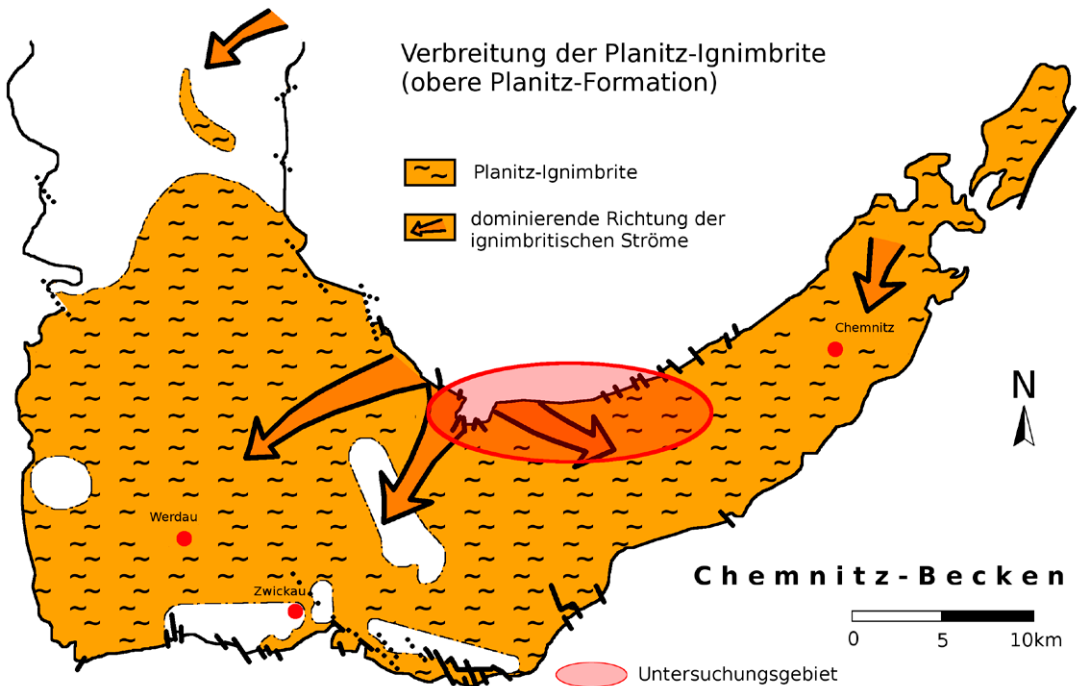 Verbreitung der Planitz-Ignimbrite
(obere Planitz-Formation)
Planitz-Ignimbrite
dominierende Richtung der
ignimbritischen Ströme
Chemnitz
N
Werdau
Zwickau
Chemnitz-Becken
0 5 10km
Untersuchungsgebiet